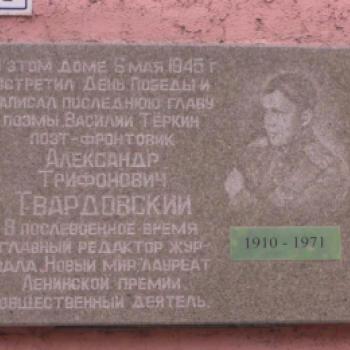 этом доме 9 мая 1945 г
встретил День Победы и
написал последнюю главу
поэмы „Василий Тёркин
поэт-фронтовик
Александр
Трифонович
Твардовский
В послевоенное время
главный редактор жур-
нала „Новый мир, лауреат
Ленинской премии,
общественный деятель.
1910 - 1971